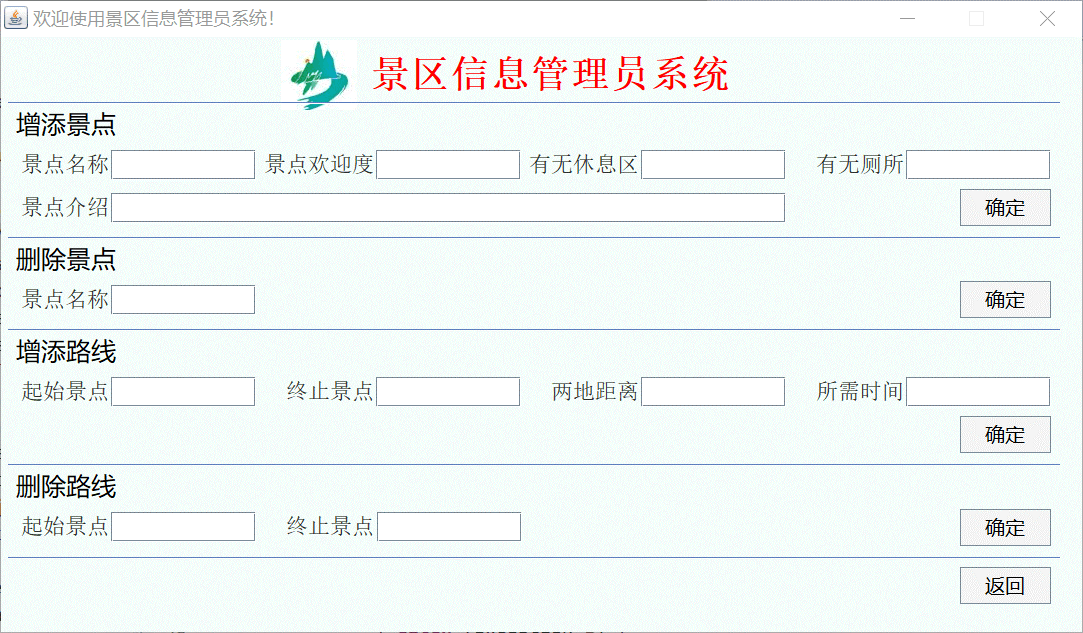 欢迎使用景区信息管理员系统!
景区信息管理员系统
增添景点
景点名称 景点欢迎度 有无休息区 有无厕所
景点介绍 确定
删除景点
景点名称 确定
增添路线
起始景点 终止景点 两地距离 所需时间
确定
删除路线
起始景点 终止景点 确定
返回